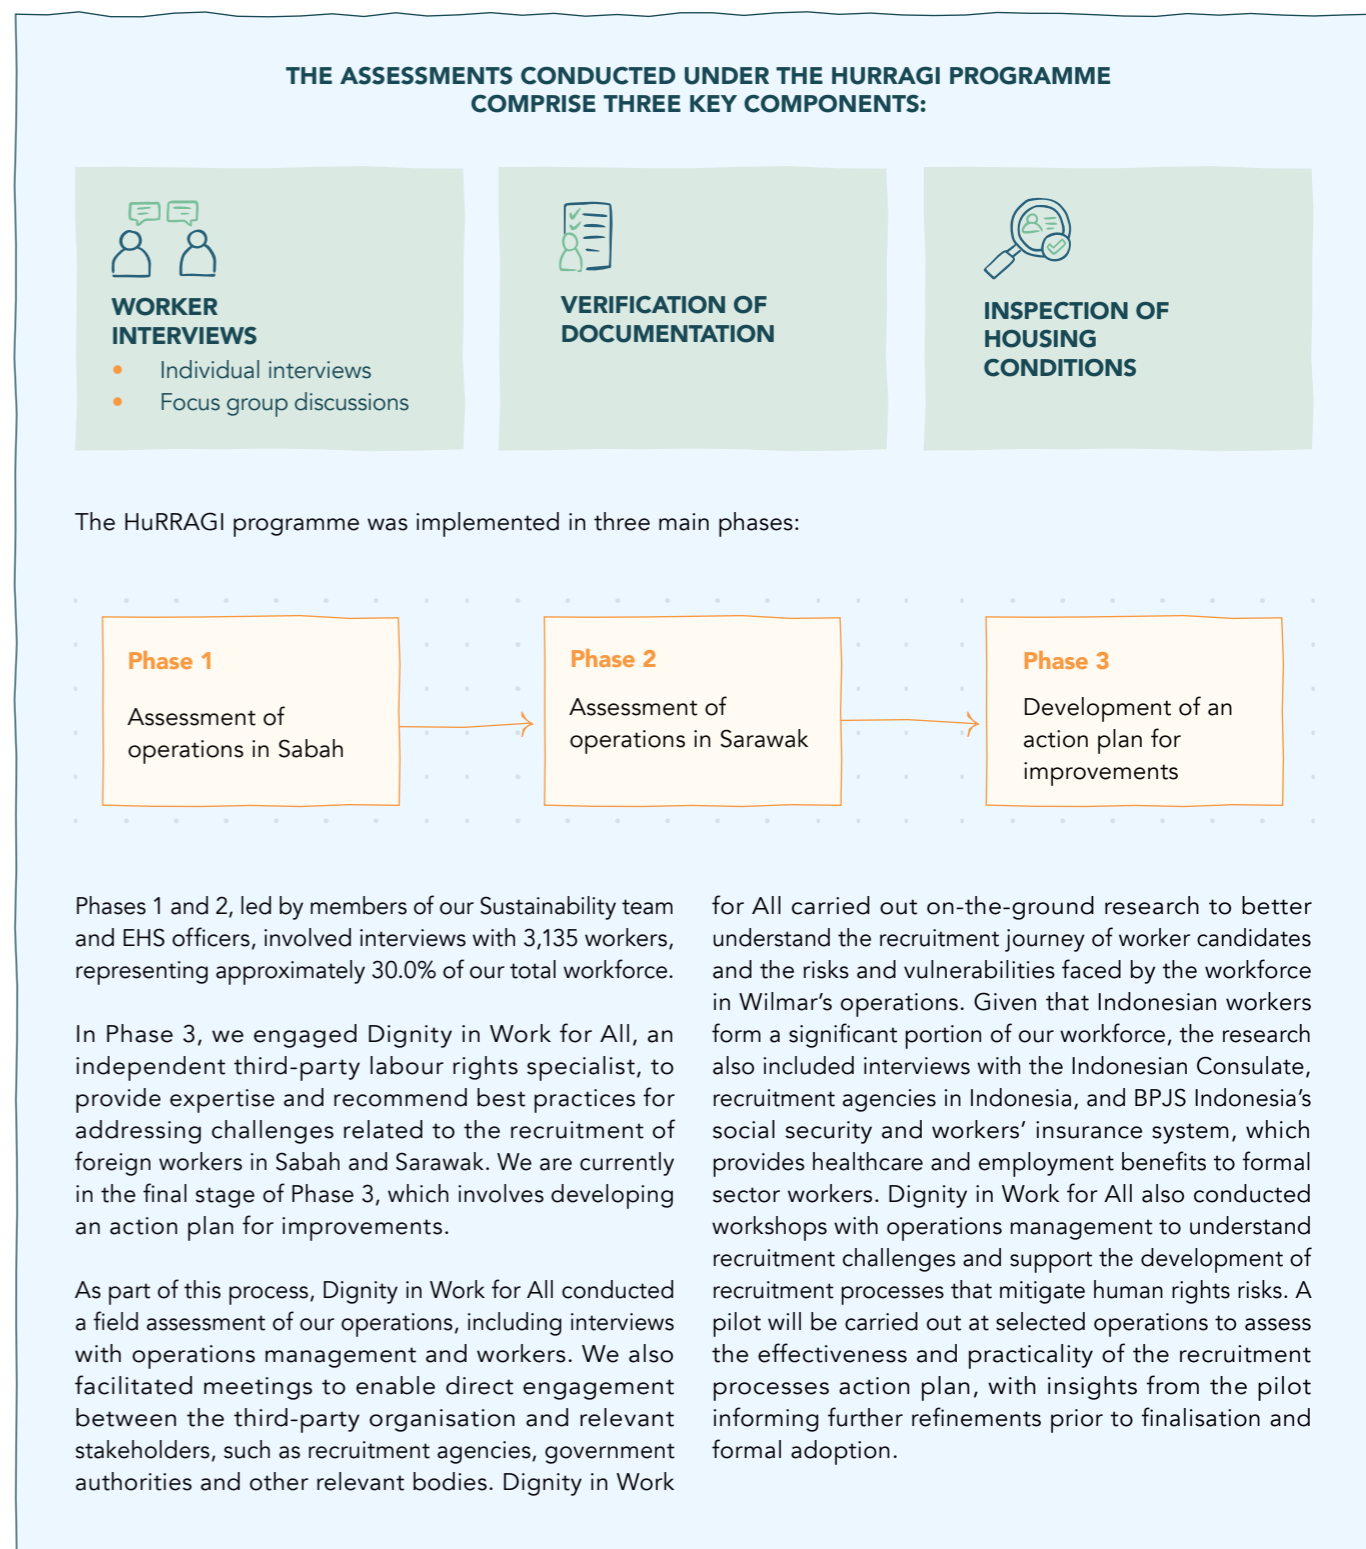 THE ASSESSMENTS CONDUCTED UNDER THE HURRAGI PROGRAMME
COMPRISE THREE KEY COMPONENTS:
WORKER
INTERVIEWS
• Individual interviews
• Focus group discussions
VERIFICATION OF
DOCUMENTATION
INSPECTION OF
HOUSING
CONDITIONS
The HuRRAGI programme was implemented in three main phases:
Phase 1
Assessment of
operations in Sabah
Phase 2
Assessment of
operations in Sarawak
Phase 3
Development of an
action plan for
improvements
Phases 1 and 2, led by members of our Sustainability team
and EHS officers, involved interviews with 3,135 workers,
representing approximately 30.0% of our total workforce.
In Phase 3, we engaged Dignity in Work for All, an
independent third-party labour rights specialist, to
provide expertise and recommend best practices for
addressing challenges related to the recruitment of
foreign workers in Sabah and Sarawak. We are currently
in the final stage of Phase 3, which involves developing
an action plan for improvements.
As part of this process, Dignity in Work for All conducted
a field assessment of our operations, including interviews
with operations management and workers. We also
facilitated meetings to enable direct engagement
between the third-party organisation and relevant
stakeholders, such as recruitment agencies, government
authorities and other relevant bodies. Dignity in Work
for All carried out on-the-ground research to better
understand the recruitment journey of worker candidates
and the risks and vulnerabilities faced by the workforce
in Wilmar’s operations. Given that Indonesian workers
form a significant portion of our workforce, the research
also included interviews with the Indonesian Consulate,
recruitment agencies in Indonesia, and BPJS Indonesia’s
social security and workers’ insurance system, which
provides healthcare and employment benefits to formal
sector workers. Dignity in Work for All also conducted
workshops with operations management to understand
recruitment challenges and support the development of
recruitment processes that mitigate human rights risks. A
pilot will be carried out at selected operations to assess
the effectiveness and practicality of the recruitment
processes action plan, with insights from the pilot
informing further refinements prior to finalisation and
formal adoption.